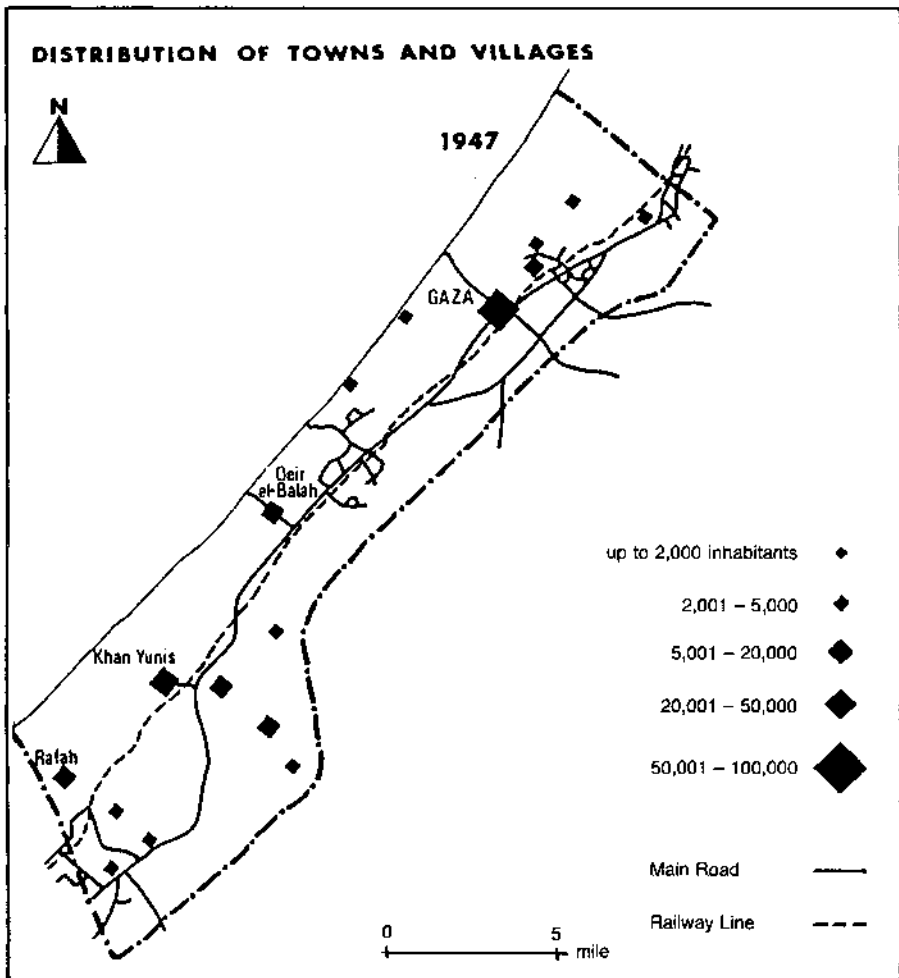 DISTRIBUTION OF TOWNS AND VILLAGES
N
1947
GAZA
Deir
el-Balah
Khan Yunis
Rafah
up to 2,000 inhabitants
2,001 – 5,000
5,001 – 20,000
20,001 – 50,000
50,001 – 100,000
Main Road
Railway Line
0 5
mile